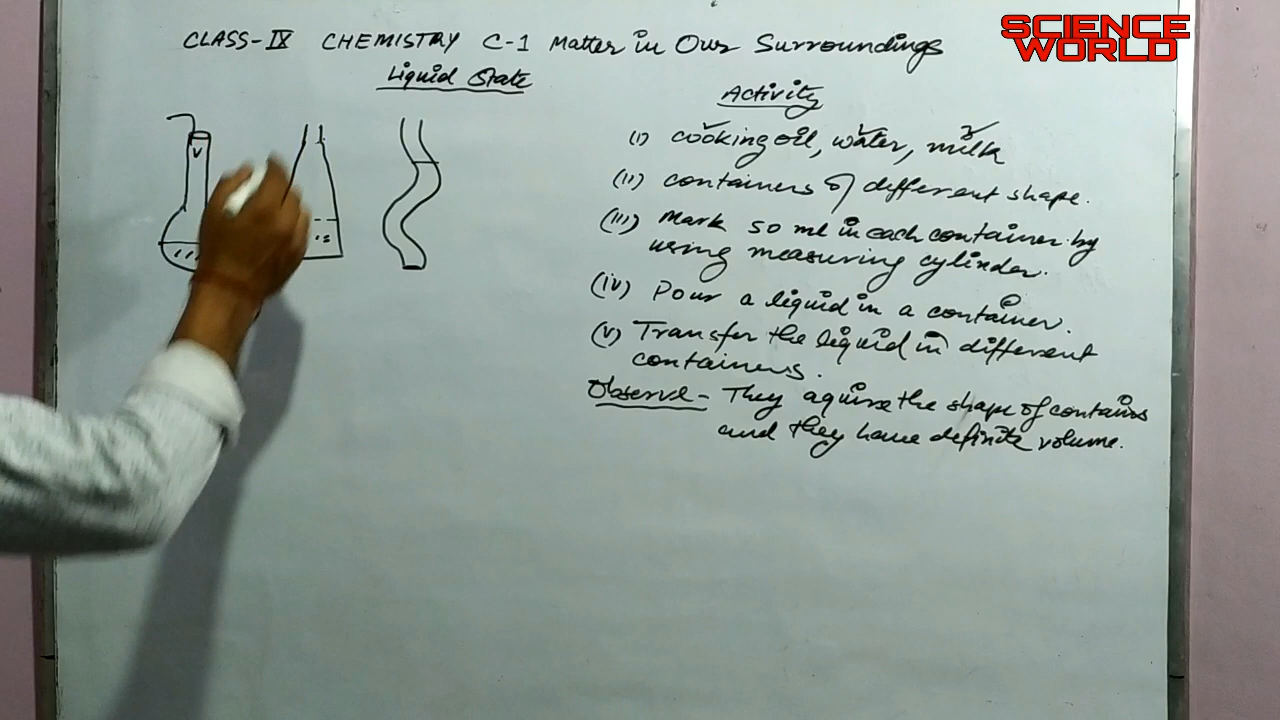 CLASS-IX CHEMISTRY C-1 Matter in Our Surroundings
SCIENCE
WORLD
Liquid State
Activity
(i) cooking oil, water, milk
(ii) containers of different shape.
(iii) Mark 50 ml in each container by
using measuring cylinder.
(iv) Pour a liquid in a container.
(v) Transfer the liquid in different
containers.
Observe - They aquire the shape of contains
and they have definite volume.
V